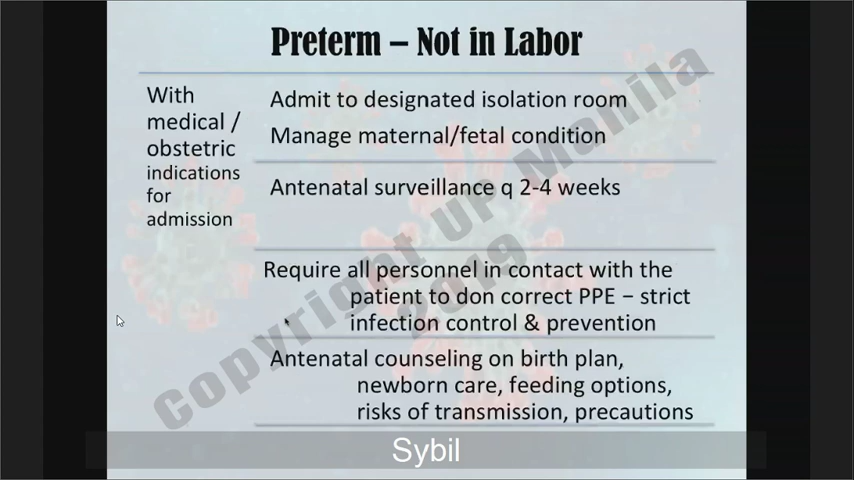 Preterm – Not in Labor
With
medical /
obstetric
indications
for
admission
Admit to designated isolation room
Manage maternal/fetal condition
Antenatal surveillance q 2-4 weeks
Require all personnel in contact with the
patient to don correct PPE – strict
infection control & prevention
Antenatal counseling on birth plan,
newborn care, feeding options,
risks of transmission, precautions
Copyright UP Manila
2019
Sybil